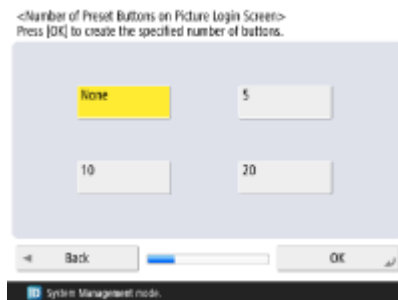 <Number of Preset Buttons on Picture Login Screen>
Press [OK] to create the specified number of buttons.
None
5
10
20
Back
OK
System Management mode.